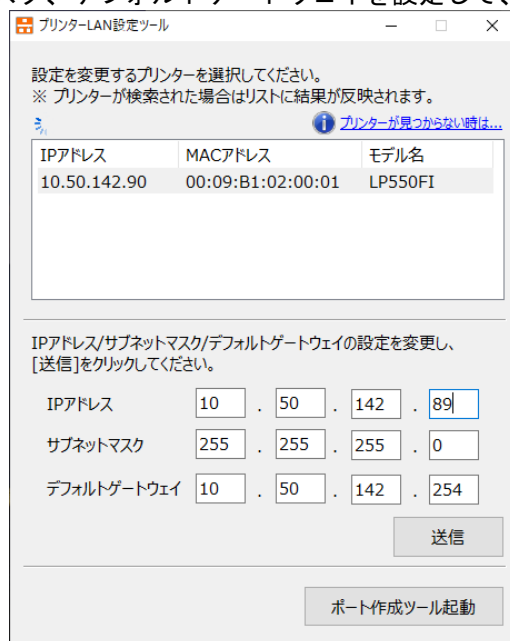 プリンターLAN設定ツール
設定を変更するプリンターを選択してください。
※ プリンターが検索された場合はリストに結果が反映されます。
プリンターが見つからない時は...
IPアドレス MACアドレス モデル名
10.50.142.90 00:09:B1:02:00:01 LP550FI
IPアドレス/サブネットマスク/デフォルトゲートウェイの設定を変更し、
[送信]をクリックしてください。
IPアドレス 10 . 50 . 142 . 89
サブネットマスク 255 . 255 . 255 . 0
デフォルトゲートウェイ 10 . 50 . 142 . 254
送信
ポート作成ツール起動